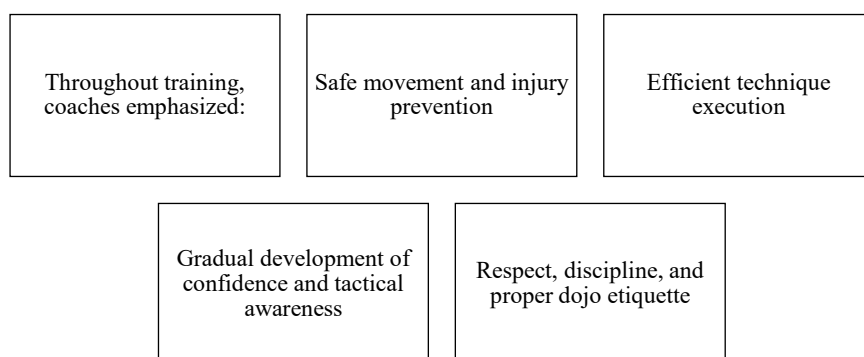 Throughout training,
coaches emphasized:
Safe movement and injury
prevention
Efficient technique
execution
Gradual development of
confidence and tactical
awareness
Respect, discipline, and
proper dojo etiquette